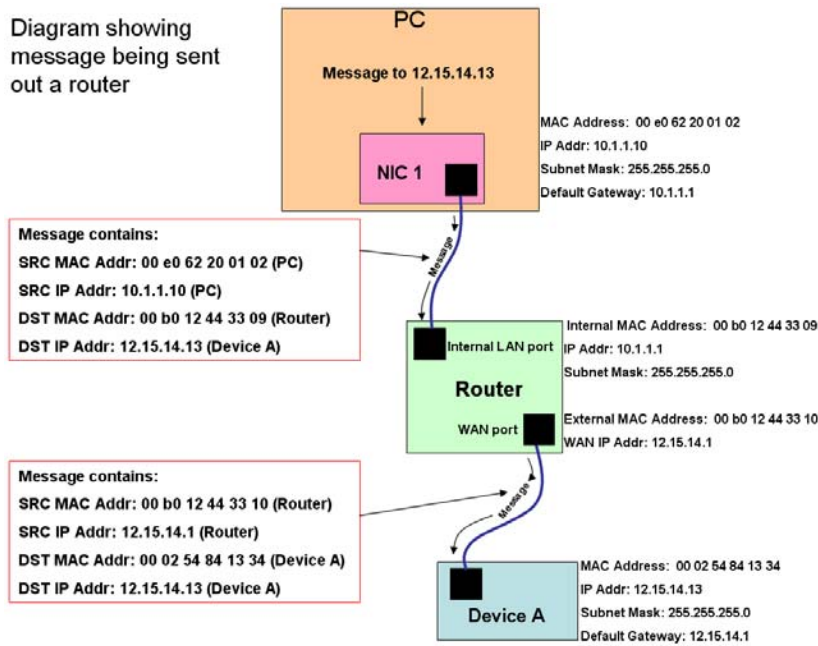 Diagram showing
message being sent
out a router
PC
Message to 12.15.14.13
NIC 1
MAC Address: 00 e0 62 20 01 02
IP Addr: 10.1.1.10
Subnet Mask: 255.255.255.0
Default Gateway: 10.1.1.1
Message
Message contains:
SRC MAC Addr: 00 e0 62 20 01 02 (PC)
SRC IP Addr: 10.1.1.10 (PC)
DST MAC Addr: 00 b0 12 44 33 09 (Router)
DST IP Addr: 12.15.14.13 (Device A)
Internal LAN port
Router
WAN port
Internal MAC Address: 00 b0 12 44 33 09
IP Addr: 10.1.1.1
Subnet Mask: 255.255.255.0
External MAC Address: 00 b0 12 44 33 10
WAN IP Addr: 12.15.14.1
Message
Message contains:
SRC MAC Addr: 00 b0 12 44 33 10 (Router)
SRC IP Addr: 12.15.14.1 (Router)
DST MAC Addr: 00 02 54 84 13 34 (Device A)
DST IP Addr: 12.15.14.13 (Device A)
Device A
MAC Address: 00 02 54 84 13 34
IP Addr: 12.15.14.13
Subnet Mask: 255.255.255.0
Default Gateway: 12.15.14.1